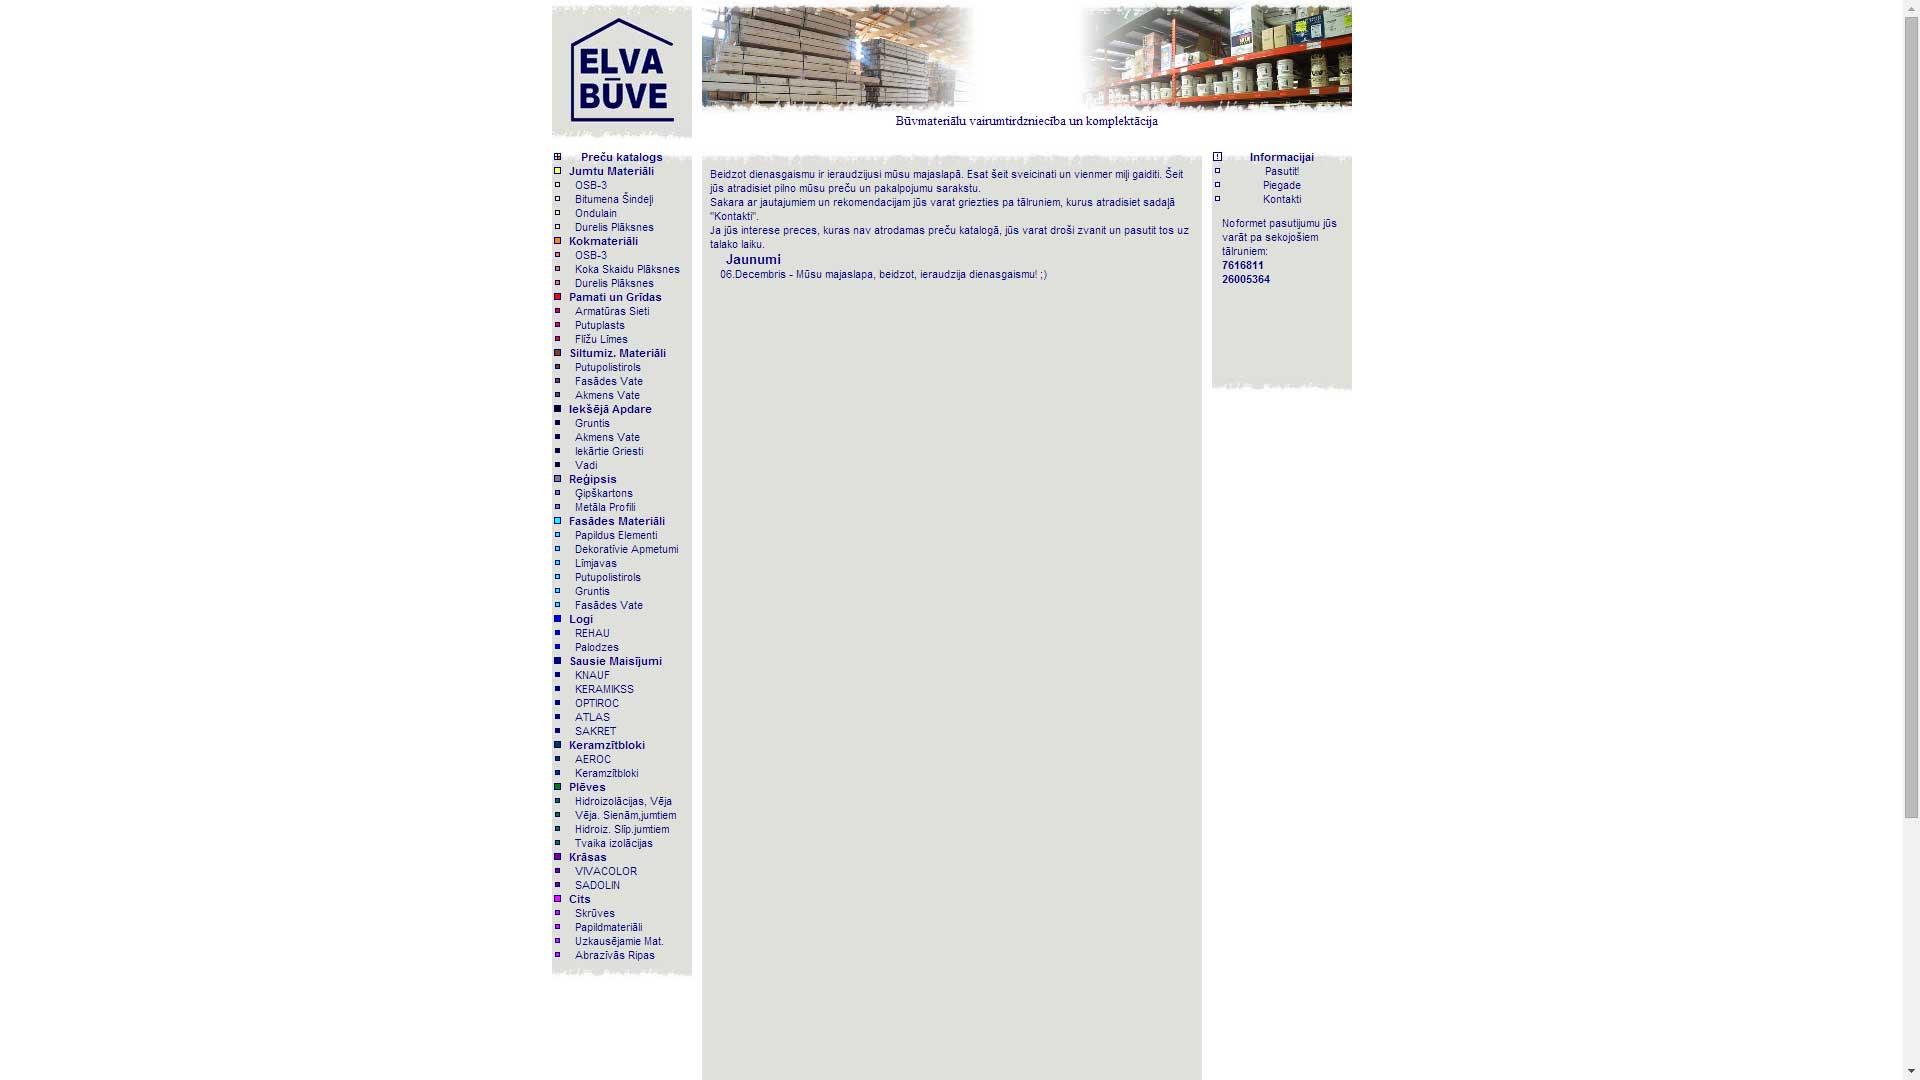 ELVA
BŪVE
Būvmateriālu vairumtirdzniecība un komplektācija
Preču katalogs
Jumtu Materiāli
OSB-3
Bitumena Šindeļi
Ondulain
Durelis Plāksnes
Kokmateriāli
OSB-3
Koka Skaidu Plāksnes
Durelis Plāksnes
Pamati un Grīdas
Armatūras Sieti
Putuplasts
Flīžu Līmes
Siltumiz. Materiāli
Putupolistirols
Fasādes Vate
Akmens Vate
Iekšējā Apdare
Gruntis
Akmens Vate
Iekārtie Griesti
Vadi
Reģipsis
Ģipškartons
Metāla Profili
Fasādes Materiāli
Papildus Elementi
Dekoratīvie Apmetumi
Līmjavas
Putupolistirols
Gruntis
Fasādes Vate
Logi
REHAU
Palodzes
Sausie Maisījumi
KNAUF
KERAMIKSS
OPTIROC
ATLAS
SAKRET
Keramzītbloki
AEROC
Keramzītbloki
Plēves
Hidroizolācijas, Vēja
Vēja. Sienām,jumtiem
Hidroiz. Slīp.jumtiem
Tvaika izolācijas
Krāsas
VIVACOLOR
SADOLIN
Cits
Skrūves
Papildmateriāli
Uzkausējamie Mat.
Abrazīvās Ripas
Beidzot dienasgaismu ir ieraudzijusi mūsu majaslapā. Esat šeit sveicinati un vienmer miļi gaiditi. Šeit
jūs atradisiet pilno mūsu preču un pakalpojumu sarakstu.
Sakara ar jautajumiem un rekomendacijam jūs varat griezties pa tālruniem, kurus atradisiet sadaļā
"Kontakti".
Ja jūs interese preces, kuras nav atrodamas preču katalogā, jūs varat droši zvanit un pasutit tos uz
talako laiku.
Jaunumi
06.Decembris - Mūsu majaslapa, beidzot, ieraudzija dienasgaismu! ;)
Informacijai
Pasutit!
Piegade
Kontakti
Noformet pasutijumu jūs
varāt pa sekojošiem
tālruniem:
7616811
26005364